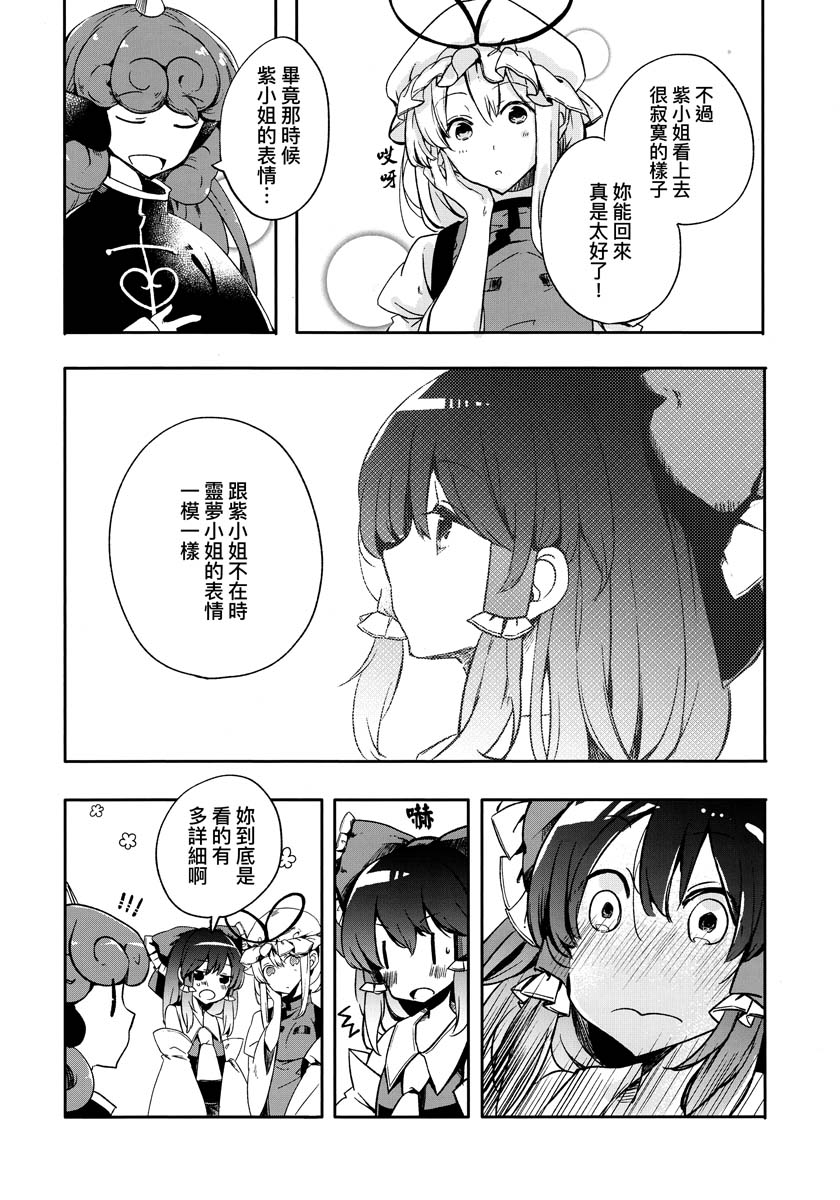 不過
紫小姐看上去
很寂寞的樣子
妳能回來
真是太好了！
哎呀
畢竟那時候
紫小姐的表情…
跟紫小姐不在時
靈夢小姐的表情
一模一樣
嚇
妳到底是
看的有
多詳細啊
!!!